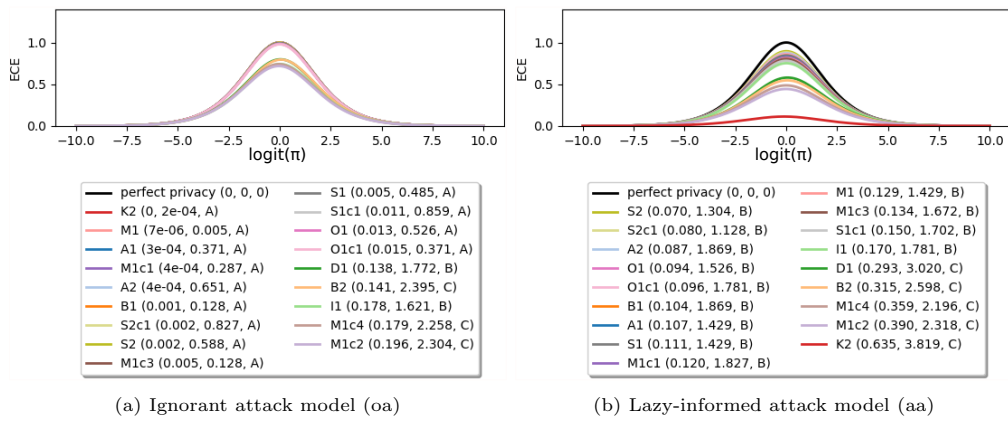 ECE
1.0
0.5
0.0
-10.0 -7.5 -5.0 -2.5 0.0 2.5 5.0 7.5 10.0
logit(π)
perfect privacy (0, 0, 0)
K2 (0, 2e-04, A)
M1 (7e-06, 0.005, A)
A1 (3e-04, 0.371, A)
M1c1 (4e-04, 0.287, A)
A2 (4e-04, 0.651, A)
B1 (0.001, 0.128, A)
S2c1 (0.002, 0.827, A)
S2 (0.002, 0.588, A)
M1c3 (0.005, 0.128, A)
S1 (0.005, 0.485, A)
S1c1 (0.011, 0.859, A)
O1 (0.013, 0.526, A)
O1c1 (0.015, 0.371, A)
D1 (0.138, 1.772, B)
B2 (0.141, 2.395, C)
I1 (0.178, 1.621, B)
M1c4 (0.179, 2.258, C)
M1c2 (0.196, 2.304, C)
(a) Ignorant attack model (oa)
ECE
1.0
0.5
0.0
-10.0 -7.5 -5.0 -2.5 0.0 2.5 5.0 7.5 10.0
logit(π)
perfect privacy (0, 0, 0)
S2 (0.070, 1.304, B)
S2c1 (0.080, 1.128, B)
A2 (0.087, 1.869, B)
O1 (0.094, 1.526, B)
O1c1 (0.096, 1.781, B)
B1 (0.104, 1.869, B)
A1 (0.107, 1.429, B)
S1 (0.111, 1.429, B)
M1c1 (0.120, 1.827, B)
M1 (0.129, 1.429, B)
M1c3 (0.134, 1.672, B)
S1c1 (0.150, 1.702, B)
I1 (0.170, 1.781, B)
D1 (0.293, 3.020, C)
B2 (0.315, 2.598, C)
M1c4 (0.359, 2.196, C)
M1c2 (0.390, 2.318, C)
K2 (0.635, 3.819, C)
(b) Lazy-informed attack model (aa)